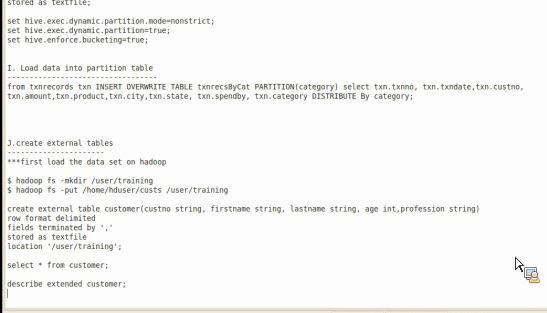 stored as textfile;
set hive.exec.dynamic.partition.mode=nonstrict;
set hive.exec.dynamic.partition=true;
set hive.enforce.bucketing=true;
I. Load data into partition table
---------------------------------
from txnrecords txn INSERT OVERWRITE TABLE txnrecsByCat PARTITION(category) select txn.txnno, txn.txndate,txn.custno,
txn.amount,txn.product,txn.city,txn.state, txn.spendby, txn.category DISTRIBUTE By category;
J.create external tables
----------------------
***first load the data set on hadoop
$ hadoop fs -mkdir /user/training
$ hadoop fs -put /home/hduser/custs /user/training
create external table customer(custno string, firstname string, lastname string, age int,profession string)
row format delimited
fields terminated by ','
stored as textfile
location '/user/training';
select * from customer;
describe extended customer;